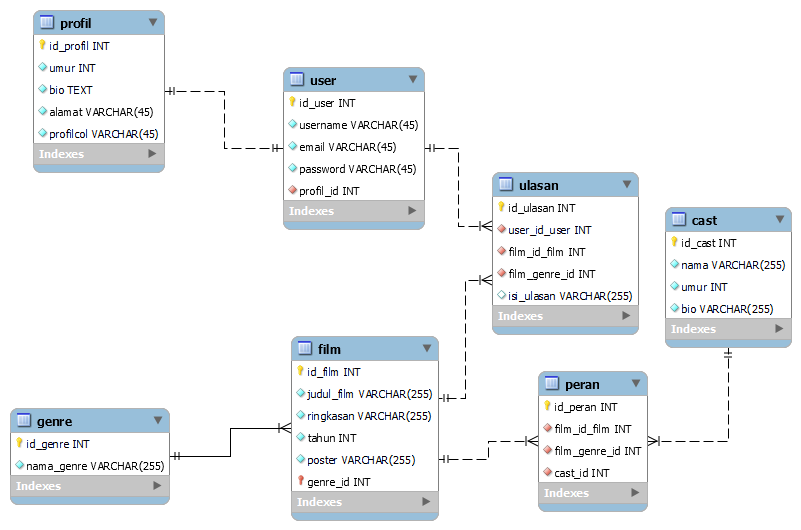 profil
id_profil INT
umur INT
bio TEXT
alamat VARCHAR(45)
profilcol VARCHAR(45)
Indexes
user
id_user INT
username VARCHAR(45)
email VARCHAR(45)
password VARCHAR(45)
profil_id INT
Indexes
ulasan
id_ulasan INT
user_id_user INT
film_id_film INT
film_genre_id INT
isi_ulasan VARCHAR(255)
Indexes
cast
id_cast INT
nama VARCHAR(255)
umur INT
bio VARCHAR(255)
Indexes
film
id_film INT
judul_film VARCHAR(255)
ringkasan VARCHAR(255)
tahun INT
poster VARCHAR(255)
genre_id INT
Indexes
peran
id_peran INT
film_id_film INT
film_genre_id INT
cast_id INT
Indexes
genre
id_genre INT
nama_genre VARCHAR(255)
Indexes